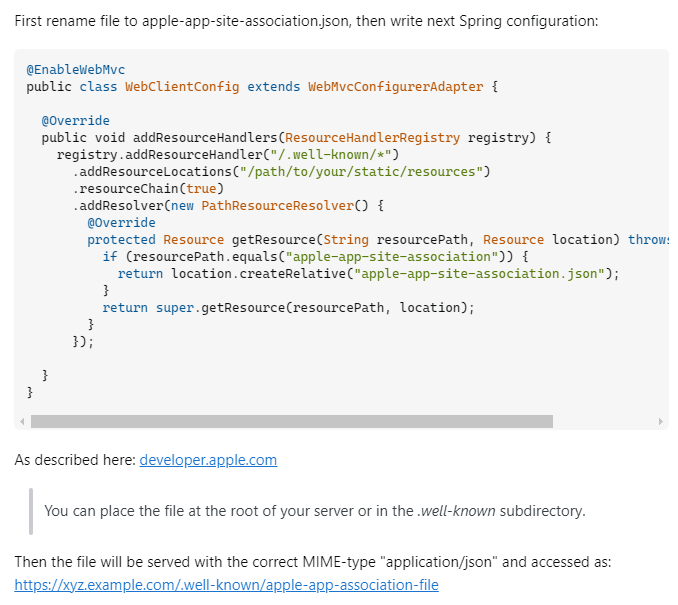 First rename file to apple-app-site-association.json, then write next Spring configuration:
@EnableWebMvc
public class WebClientConfig extends WebMvcConfigurerAdapter {
@Override
public void addResourceHandlers(ResourceHandlerRegistry registry) {
registry.addResourceHandler("/.well-known/*")
.addResourceLocations("/path/to/your/static/resources")
.resourceChain(true)
.addResolver(new PathResourceResolver() {
@Override
protected Resource getResource(String resourcePath, Resource location) throws
if (resourcePath.equals("apple-app-site-association")) {
return location.createRelative("apple-app-site-association.json");
}
return super.getResource(resourcePath, location);
}
});
}
}
As described here: developer.apple.com
You can place the file at the root of your server or in the .well-known subdirectory.
Then the file will be served with the correct MIME-type "application/json" and accessed as:
https://xyz.example.com/.well-known/apple-app-association-file